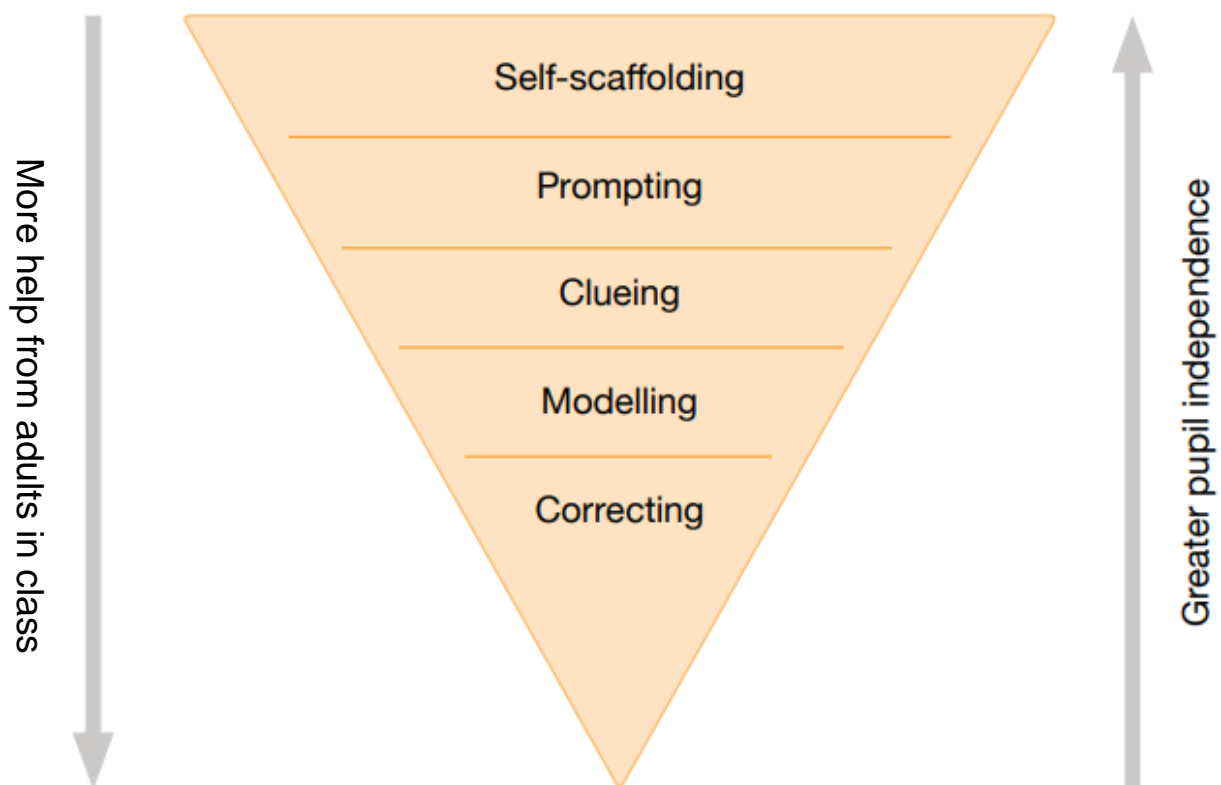 More help from adults in class
Self-scaffolding
Prompting
Clueing
Modelling
Correcting
Greater pupil independence